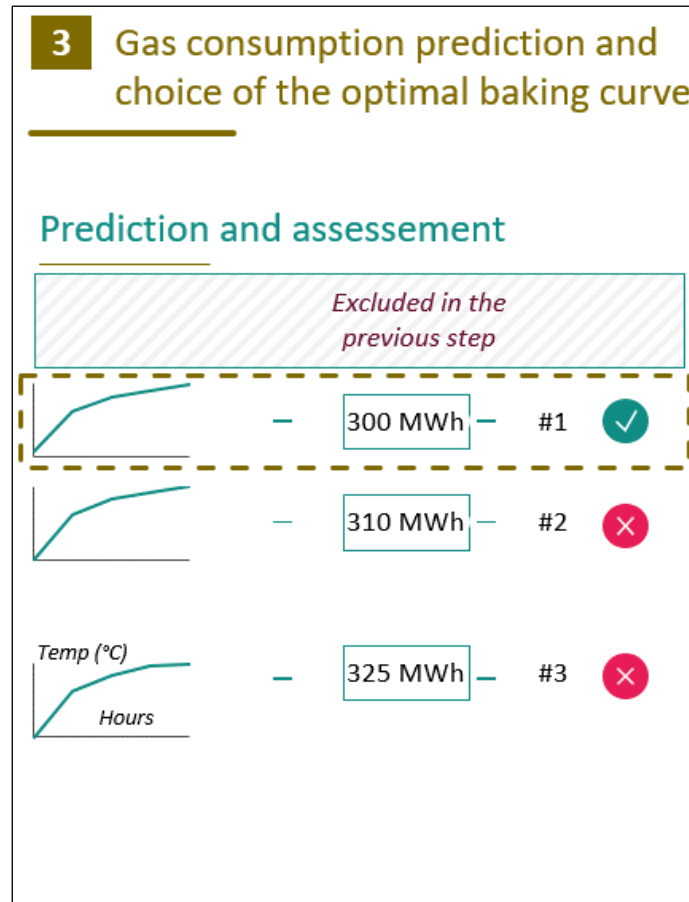 3 Gas consumption prediction and
choice of the optimal baking curve
Prediction and assessement
Excluded in the
previous step
300 MWh #1
310 MWh #2
Temp (°C)
325 MWh #3
Hours